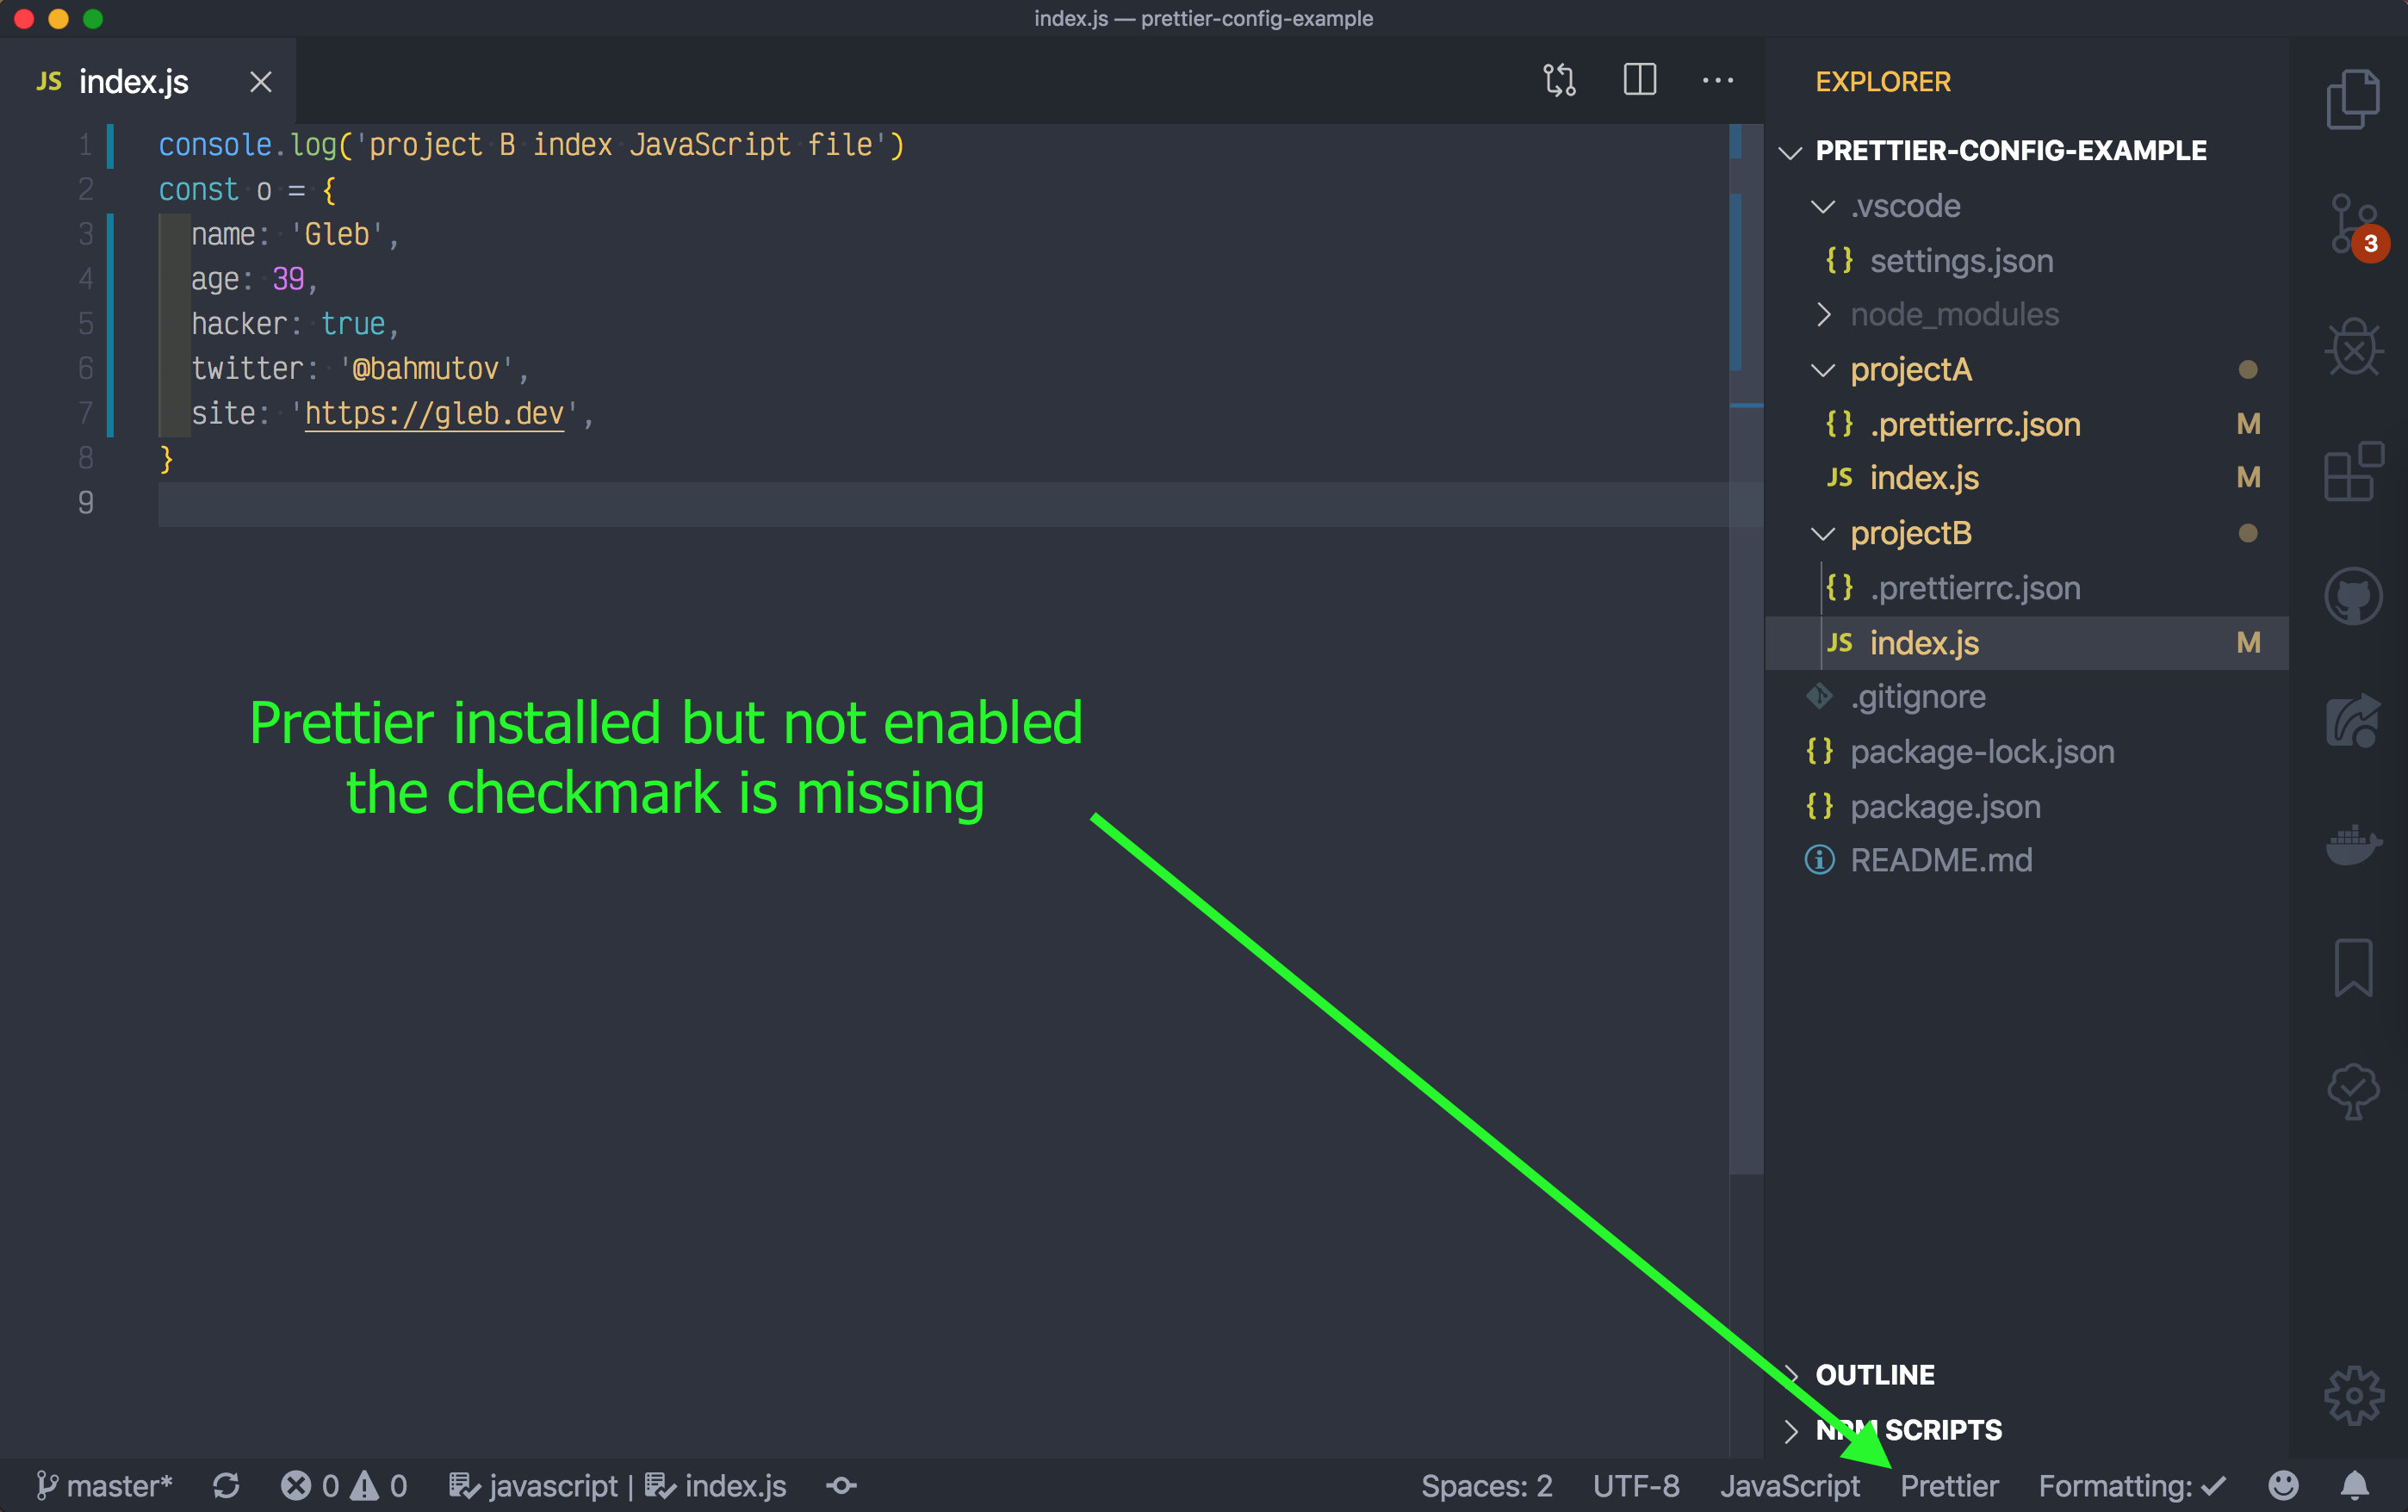 index.js — prettier-config-example
JS index.js
EXPLORER
1 console.log('project B index JavaScript file')
2 const o = {
3 name: 'Gleb',
4 age: 39,
5 hacker: true,
6 twitter: '@bahmutov',
7 site: 'https://gleb.dev',
8 }
9
Prettier installed but not enabled
the checkmark is missing
PRETTIER-CONFIG-EXAMPLE
.vscode
{} settings.json
node_modules
projectA
{} .prettierrc.json M
JS index.js M
projectB
{} .prettierrc.json
JS index.js M
.gitignore
{} package-lock.json
{} package.json
README.md
OUTLINE
NPM SCRIPTS
3
master* 0 0 javascript | index.js Spaces: 2 UTF-8 JavaScript Prettier Formatting: ✓